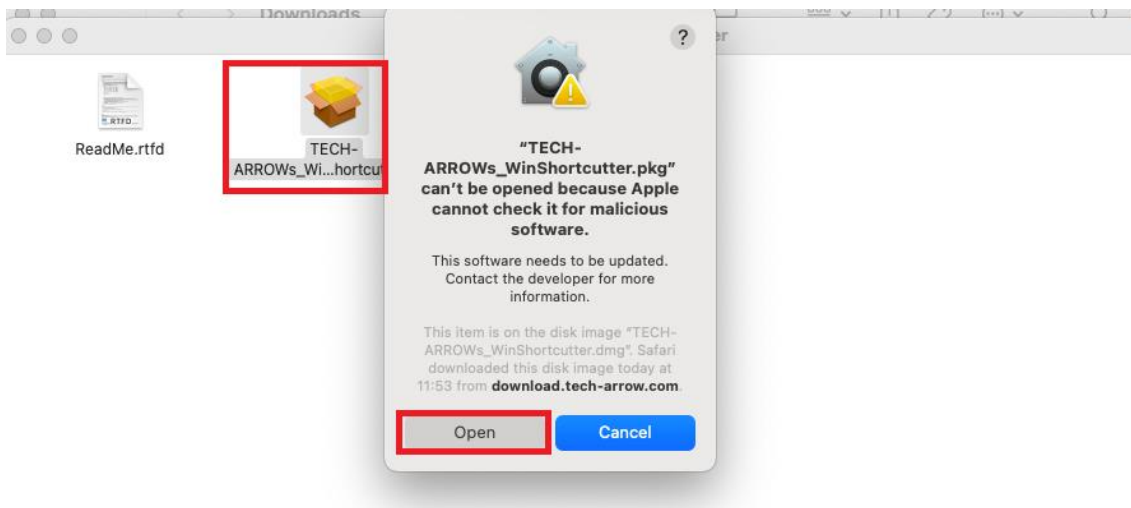 Downloads
er
?
.RTFD
ReadMe.rtfd
TECH-
ARROWs_Wi...hortcut
“TECH-
ARROWs_WinShortcutter.pkg”
can’t be opened because Apple
cannot check it for malicious
software.
This software needs to be updated.
Contact the developer for more
information.
This item is on the disk image “TECH-
ARROWs_WinShortcutter.dmg”. Safari
downloaded this disk image today at
11:53 from download.tech-arrow.com.
Open
Cancel